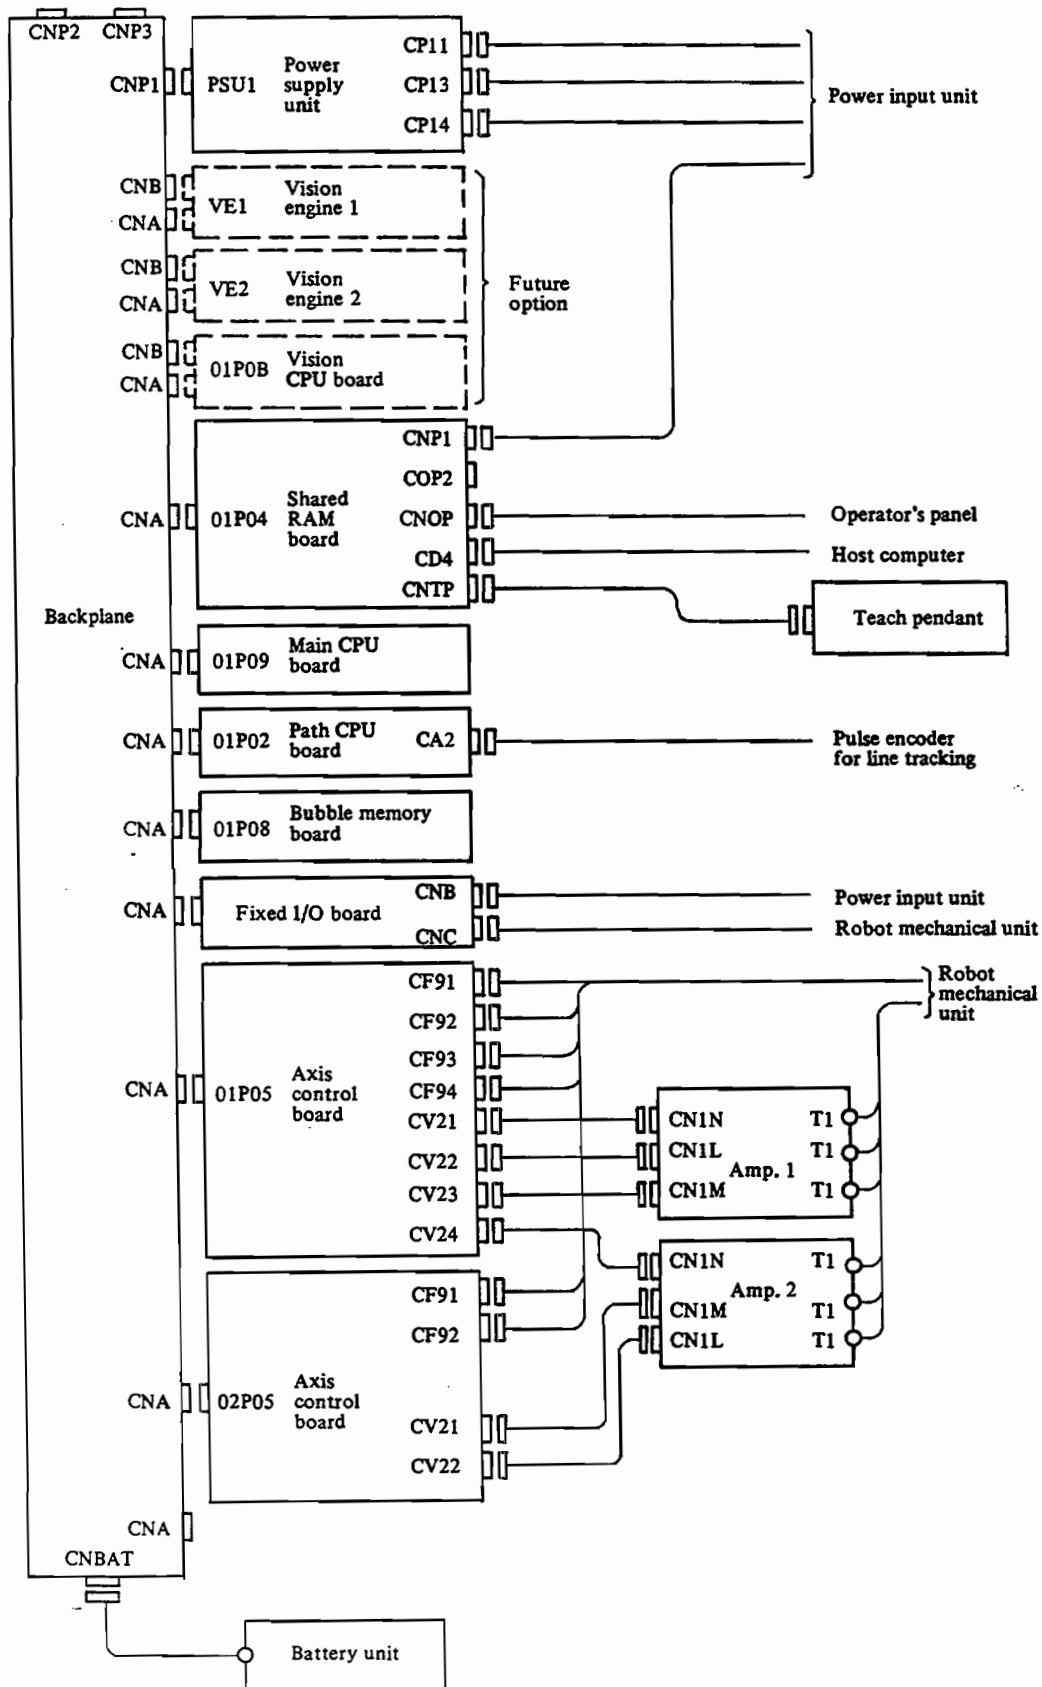 CNP2 CNP3
CNP1
PSU1
Power
supply
unit
CP11
CP13
CP14
Power input unit
CNB
CNA
VE1
Vision
engine 1
CNB
CNA
VE2
Vision
engine 2
CNB
CNA
01P0B
Vision
CPU board
Future
option
CNA
01P04
Shared
RAM
board
CNP1
COP2
CNOP
CD4
CNTP
Operator's panel
Host computer
Teach pendant
Backplane
CNA
01P09
Main CPU
board
CNA
01P02
Path CPU
board
CA2
Pulse encoder
for line tracking
CNA
01P08
Bubble memory
board
CNA
Fixed I/O board
CNB
CNC
Power input unit
Robot mechanical unit
CNA
01P05
Axis
control
board
CF91
CF92
CF93
CF94
CV21
CV22
CV23
CV24
Robot
mechanical
unit
CN1N
CN1L
CN1M
Amp. 1
T1
T1
T1
CN1N
CN1M
CN1L
Amp. 2
T1
T1
T1
CNA
02P05
Axis
control
board
CF91
CF92
CV21
CV22
CNA
CNBAT
Battery unit